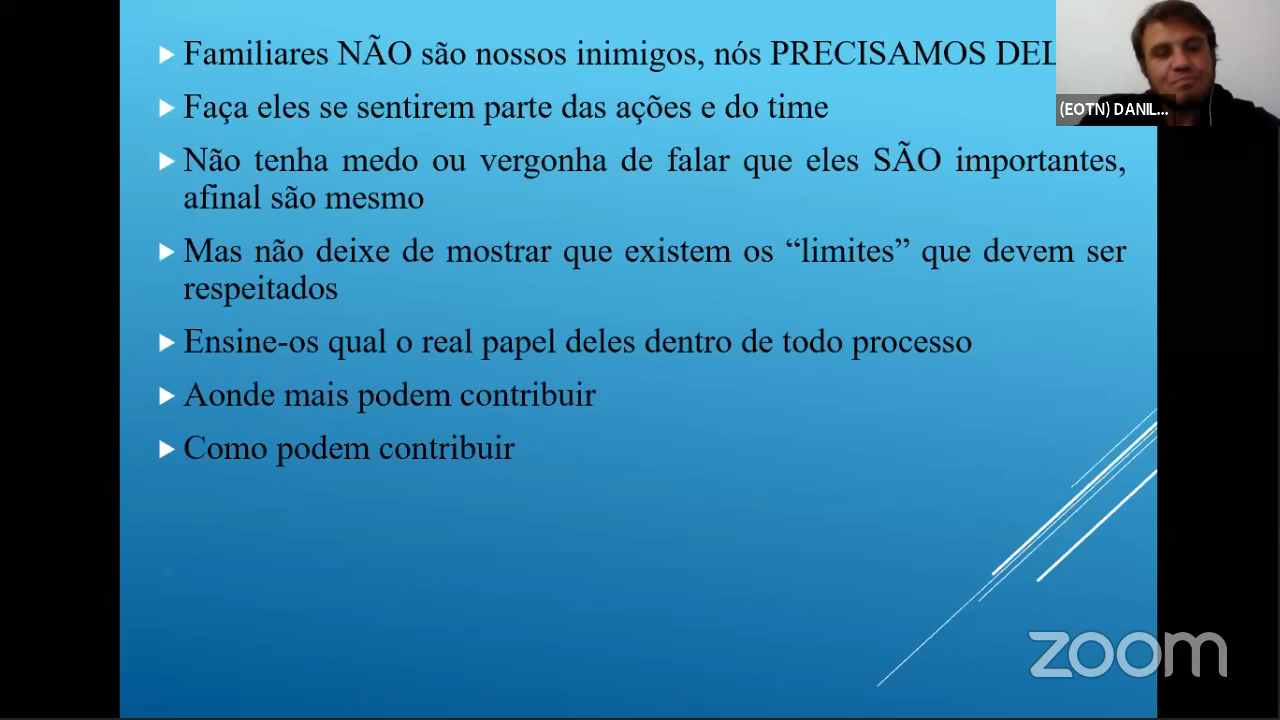 Familiares NÃO são nossos inimigos, nós PRECISAMOS
(EOTN) DANIL...
Faça eles se sentirem parte das ações e do time
Não tenha medo ou vergonha de falar que eles SÃO importantes,
afinal são mesmo
Mas não deixe de mostrar que existem os “limites” que devem ser
respeitados
Ensine-os qual o real papel deles dentro de todo processo
Aonde mais podem contribuir
Como podem contribuir
zoom